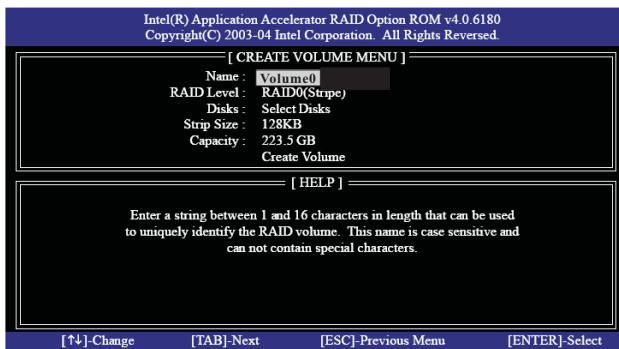 Intel(R) Application Accelerator RAID Option ROM v4.0.6180
Copyright(C) 2003-04 Intel Corporation. All Rights Reversed.
[ CREATE VOLUME MENU ]
Name : Volume0
RAID Level : RAID0(Stripe)
Disks : Select Disks
Strip Size : 128KB
Capacity : 223.5 GB
Create Volume
[ HELP ]
Enter a string between 1 and 16 characters in length that can be used
to uniquely identify the RAID volume. This name is case sensitive and
can not contain special characters.
[↑↓]-Change [TAB]-Next [ESC]-Previous Menu [ENTER]-Select